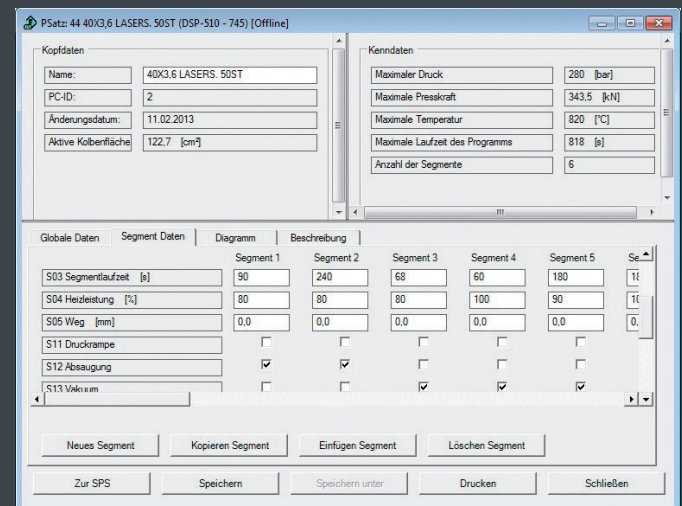 PSatz: 44 40X3,6 LASERS. 50ST (DSP-510 - 745) [Offline]
Kopfdaten
Name: 40X3,6 LASERS. 50ST
PC-ID: 2
Änderungsdatum: 11.02.2013
Aktive Kolbenfläche 122,7 [cm²]
Kenndaten
Maximaler Druck 280 [bar]
Maximale Presskraft 343,5 [kN]
Maximale Temperatur 820 [°C]
Maximale Laufzeit des Programms 818 [s]
Anzahl der Segmente 6
Globale Daten Segment Daten Diagramm Beschreibung
Segment 1 Segment 2 Segment 3 Segment 4 Segment 5
S03 Segmentlaufzeit [s] 90 240 68 60 180
S04 Heizleistung [%] 80 80 80 100 90
S05 Weg [mm] 0,0 0,0 0,0 0,0 0,0
S11 Druckrampe
S12 Absaugung
S13 Vakuum
Neues Segment Kopieren Segment Einfügen Segment Löschen Segment
Zur SPS Speichern Speichern unter Drucken Schließen